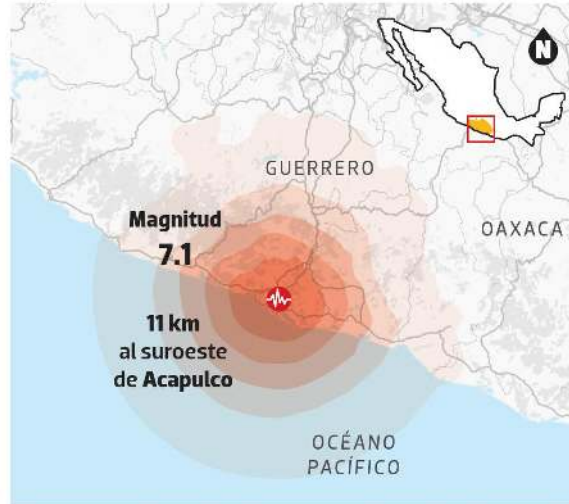 N
GUERRERO
OAXACA
Magnitud
7.1
11 km
al suroeste
de Acapulco
OCÉANO
PACÍFICO